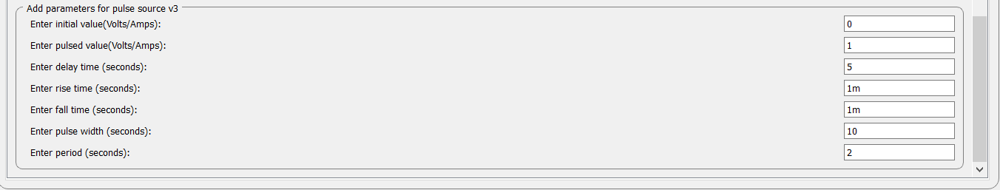 Add parameters for pulse source v3
Enter initial value(Volts/Amps): 0
Enter pulsed value(Volts/Amps): 1
Enter delay time (seconds): 5
Enter rise time (seconds): 1m
Enter fall time (seconds): 1m
Enter pulse width (seconds): 10
Enter period (seconds): 2